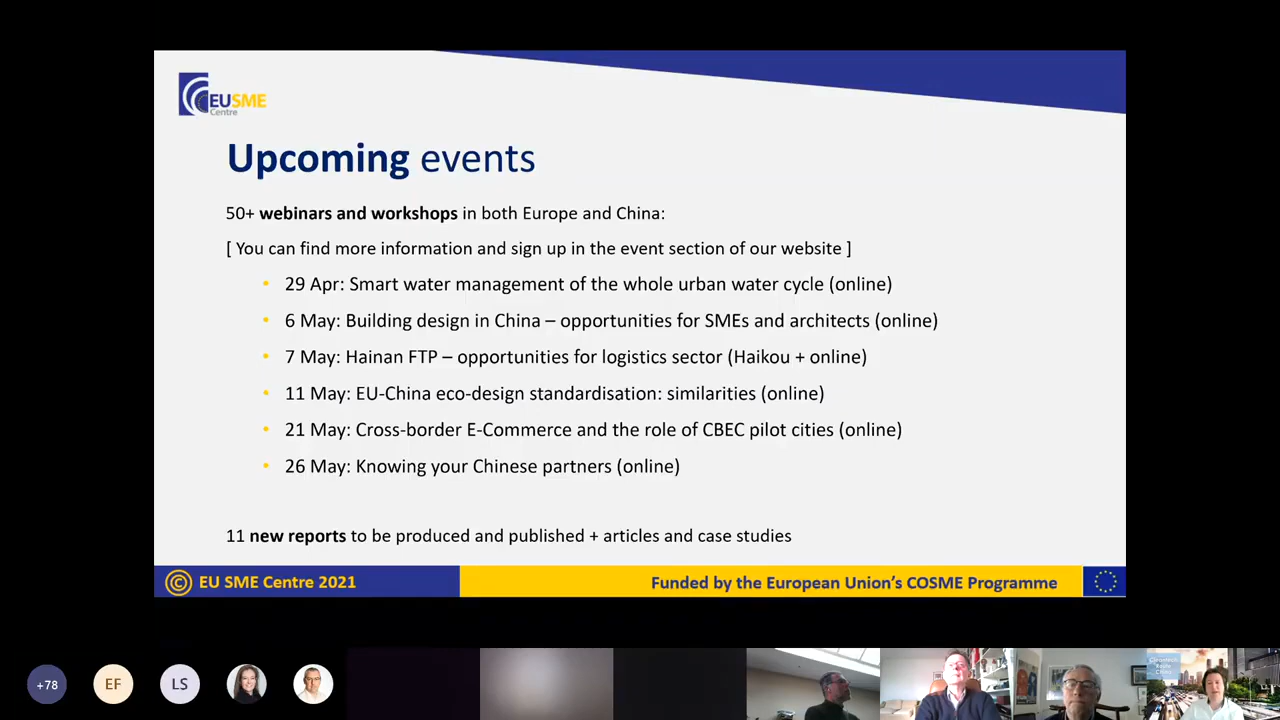 EUSME
Centre
Upcoming events
50+ webinars and workshops in both Europe and China:
[ You can find more information and sign up in the event section of our website ]
• 29 Apr: Smart water management of the whole urban water cycle (online)
• 6 May: Building design in China – opportunities for SMEs and architects (online)
• 7 May: Hainan FTP – opportunities for logistics sector (Haikou + online)
• 11 May: EU-China eco-design standardisation: similarities (online)
• 21 May: Cross-border E-Commerce and the role of CBEC pilot cities (online)
• 26 May: Knowing your Chinese partners (online)
11 new reports to be produced and published + articles and case studies
© EU SME Centre 2021
Funded by the European Union's COSME Programme
+78
EF
LS